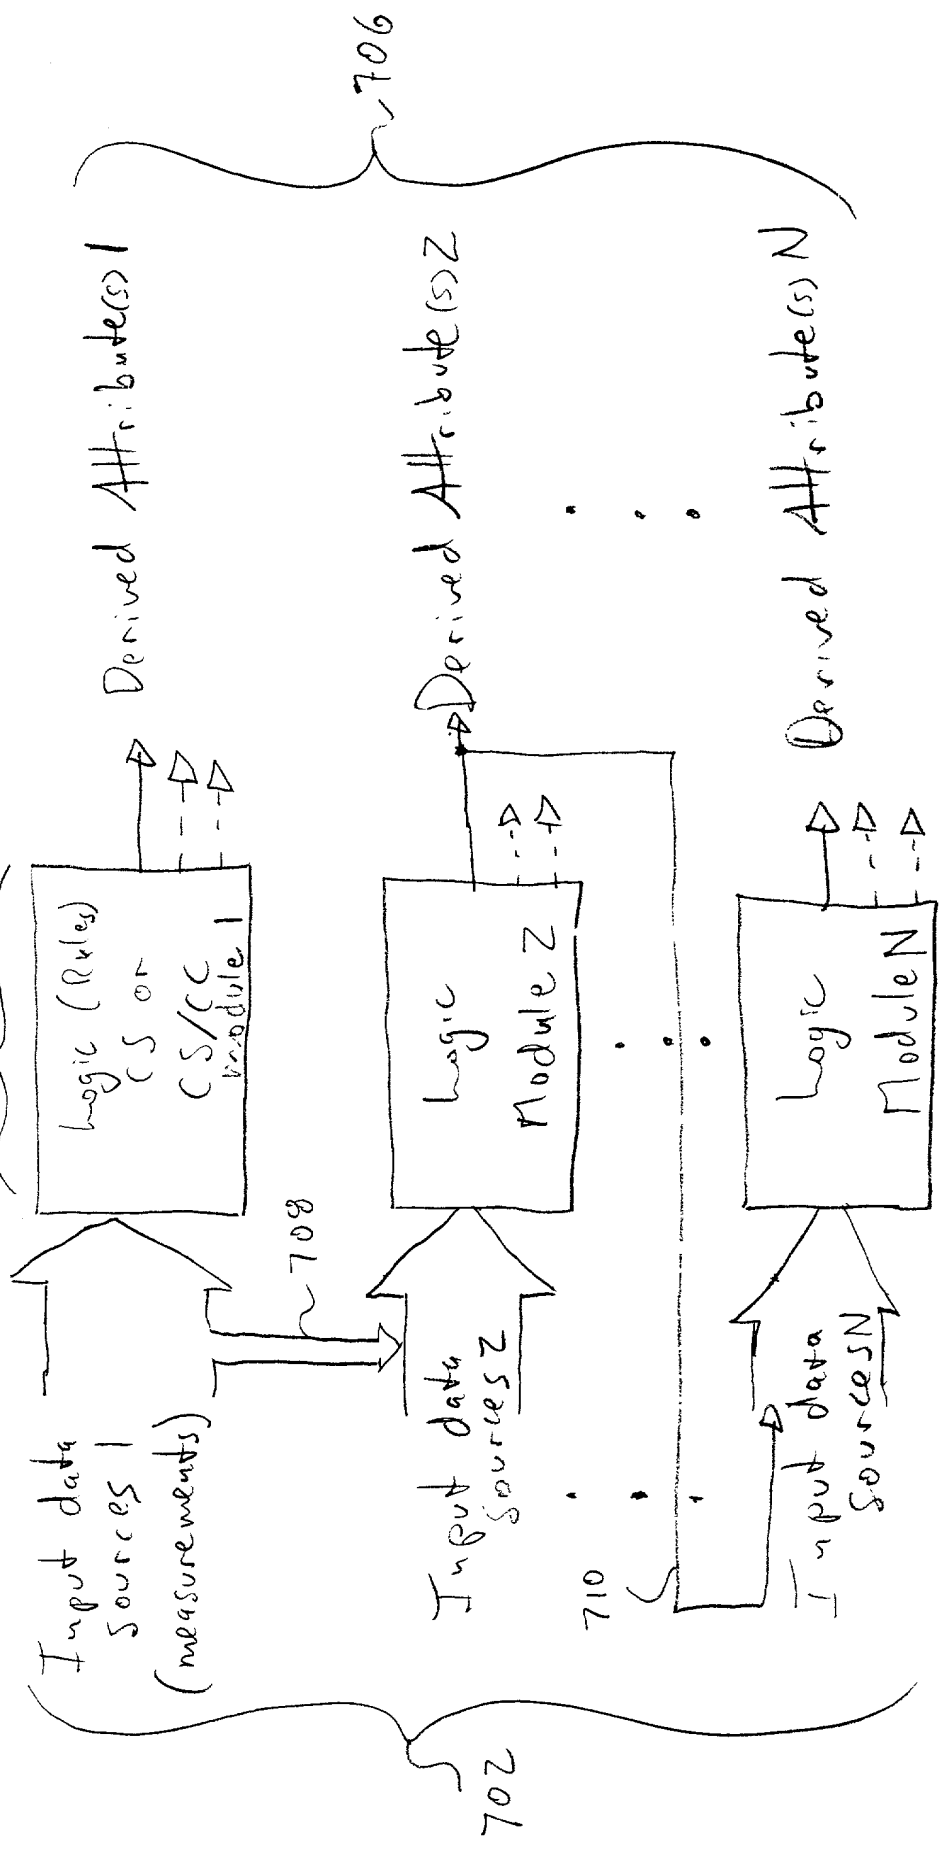 706
Derived Attribute(s) 1
Derived Attribute(s) 2
Derived Attribute(s) N
Logic (Rules)
CS or
CS/CC
module 1
Logic
Module 2
Logic
Module N
708
Input data
Sources 1
(measurements)
Input data
Sources 2
Input data
Sources N
710
702